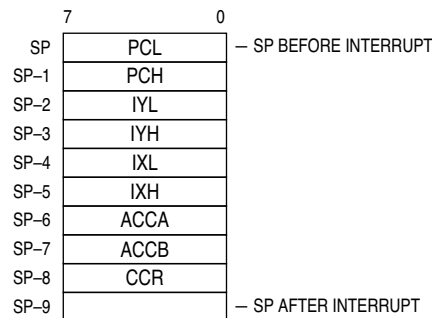 7 0
SP PCL — SP BEFORE INTERRUPT
SP–1 PCH
SP–2 IYL
SP–3 IYH
SP–4 IXL
SP–5 IXH
SP–6 ACCA
SP–7 ACCB
SP–8 CCR
SP–9 — SP AFTER INTERRUPT